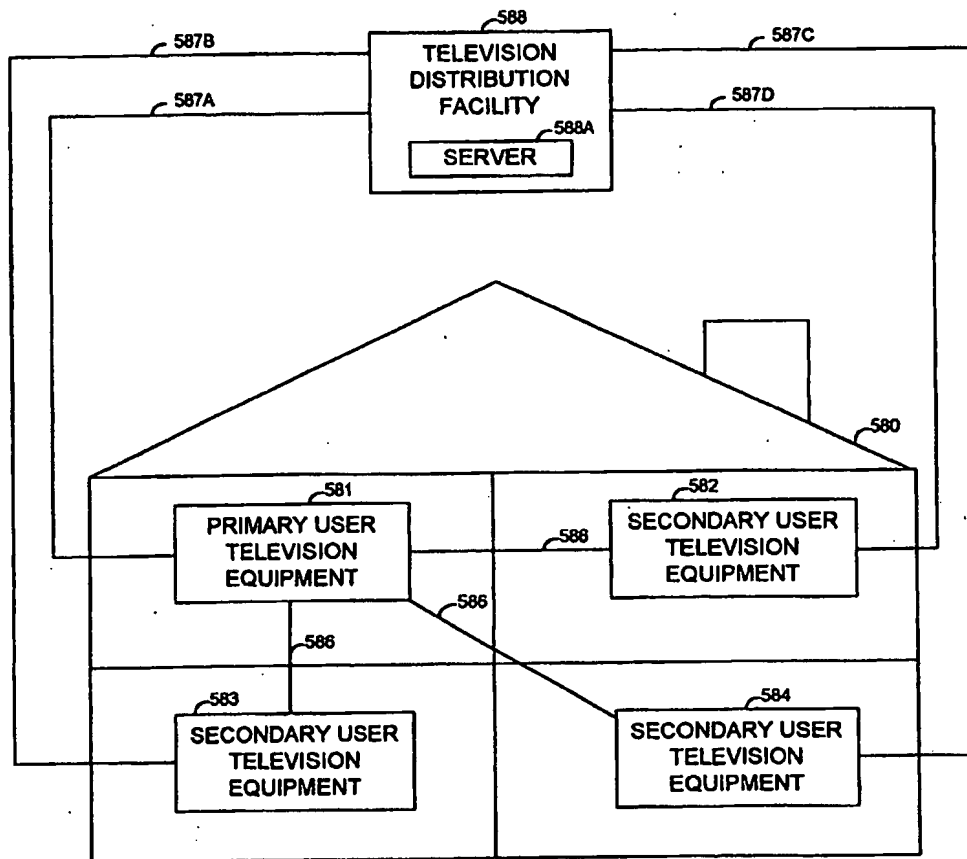 588
587B
587C
TELEVISION
DISTRIBUTION
FACILITY
587A
587D
588A
SERVER
580
581
582
PRIMARY USER
TELEVISION
EQUIPMENT
588
SECONDARY USER
TELEVISION
EQUIPMENT
586
586
583
584
SECONDARY USER
TELEVISION
EQUIPMENT
SECONDARY USER
TELEVISION
EQUIPMENT